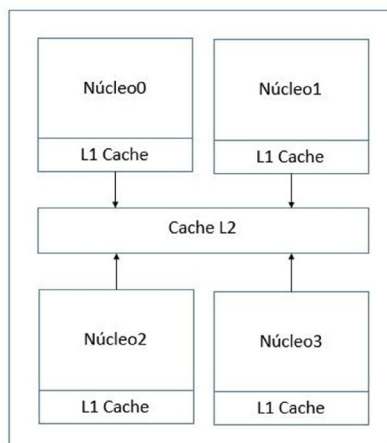 Núcleo0
Núcleo1
L1 Cache
L1 Cache
Cache L2
Núcleo2
Núcleo3
L1 Cache
L1 Cache